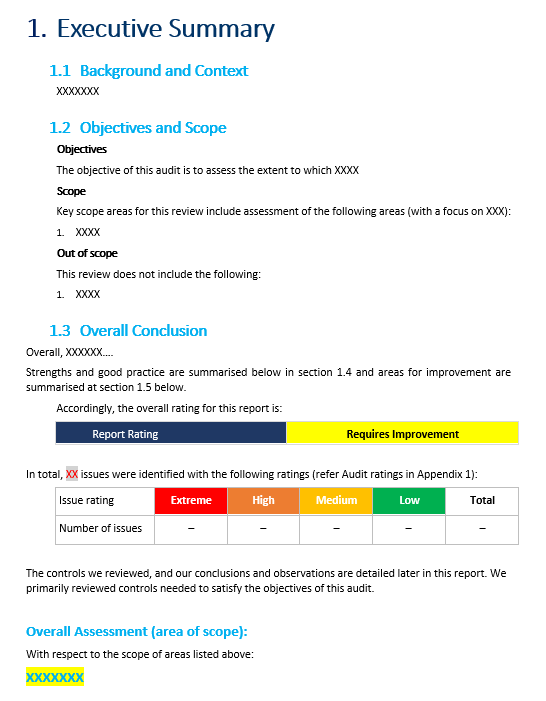 1. Executive Summary
1.1 Background and Context
XXXXXXX
1.2 Objectives and Scope
Objectives
The objective of this audit is to assess the extent to which XXXX
Scope
Key scope areas for this review include assessment of the following areas (with a focus on XXX):
1. XXXX
Out of scope
This review does not include the following:
1. XXXX
1.3 Overall Conclusion
Overall, XXXXXX....
Strengths and good practice are summarised below in section 1.4 and areas for improvement are
summarised at section 1.5 below.
Accordingly, the overall rating for this report is:
Report Rating Requires Improvement
In total, XX issues were identified with the following ratings (refer Audit ratings in Appendix 1):
Issue rating Extreme High Medium Low Total
Number of issues – – – – –
The controls we reviewed, and our conclusions and observations are detailed later in this report. We
primarily reviewed controls needed to satisfy the objectives of this audit.
Overall Assessment (area of scope):
With respect to the scope of areas listed above:
XXXXXXX